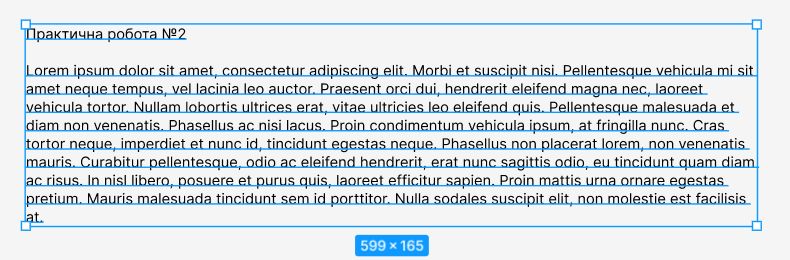 Практична робота №2
Lorem ipsum dolor sit amet, consectetur adipiscing elit. Morbi et suscipit nisi. Pellentesque vehicula mi sit
amet neque tempus, vel lacinia leo auctor. Praesent orci dui, hendrerit eleifend magna nec, laoreet
vehicula tortor. Nullam lobortis ultrices erat, vitae ultricies leo eleifend quis. Pellentesque malesuada et
diam non venenatis. Phasellus ac nisi lacus. Proin condimentum vehicula ipsum, at fringilla nunc. Cras
tortor neque, imperdiet et nunc id, tincidunt egestas neque. Phasellus non placerat lorem, non venenatis
mauris. Curabitur pellentesque, odio ac eleifend hendrerit, erat nunc sagittis odio, eu tincidunt quam diam
ac risus. In nisl libero, posuere et purus quis, laoreet efficitur sapien. Proin mattis urna ornare egestas
pretium. Mauris malesuada tincidunt sem id porttitor. Nulla sodales suscipit elit, non molestie est facilisis
at.
599 × 165